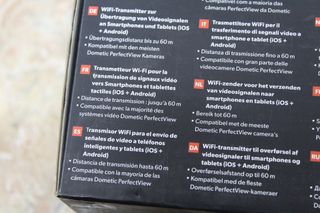 DE
WiFi-Transmitter zur
Übertragung von Videosignalen
an Smartphones und Tablets (iOS
+ Android)
• Übertragungsdistanz bis zu 60 m
• Kompatibel mit den meisten
Dometic PerfectView Kameras
FR
Transmetteur Wi-Fi pour la
transmission de signaux vidéo
vers Smartphones et tablettes
tactiles (iOS + Android)
• Distance de transmission : jusqu'à 60 m
• Compatible avec la majorité des
systèmes vidéo Dometic PerfectView
ES
Transmisor WiFi para el envío de
señales de vídeo a teléfonos
inteligentes y tablets (iOS +
Android)
• Distancia de transmisión hasta 60 m
• Compatible con la mayoría de las
cámaras Dometic PerfectView
• Compatível com a maioria das
câmaras PerfectView da Dometic
IT
Trasmettitore WiFi per il
trasferimento di segnali video a
smartphone e tablet (iOS +
Android)
• Distanza di trasmissione fino a 60 m
• Compatibile con gran parte delle
videocamere Dometic PerfectView
NL
WiFi-zender voor het verzenden
van videosignalen naar
smartphones en tablets (iOS +
Android)
• Bereik tot 60 m
• Compatibel met de meeste
Dometic PerfectView camera's
DA
WiFi-transmitter til overførsel af
videosignaler til smartphones og
tablets (iOS + Android)
• Overførselsafstand op til 60 m
• Kompatibel med de fleste
Dometic PerfectView-kameraer
RU